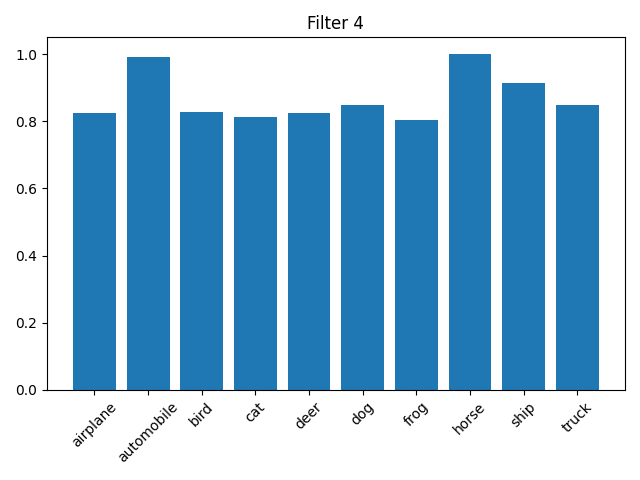 Filter 4
1.0
0.8
0.6
0.4
0.2
0.0
airplane
automobile
bird
cat
deer
dog
frog
horse
ship
truck